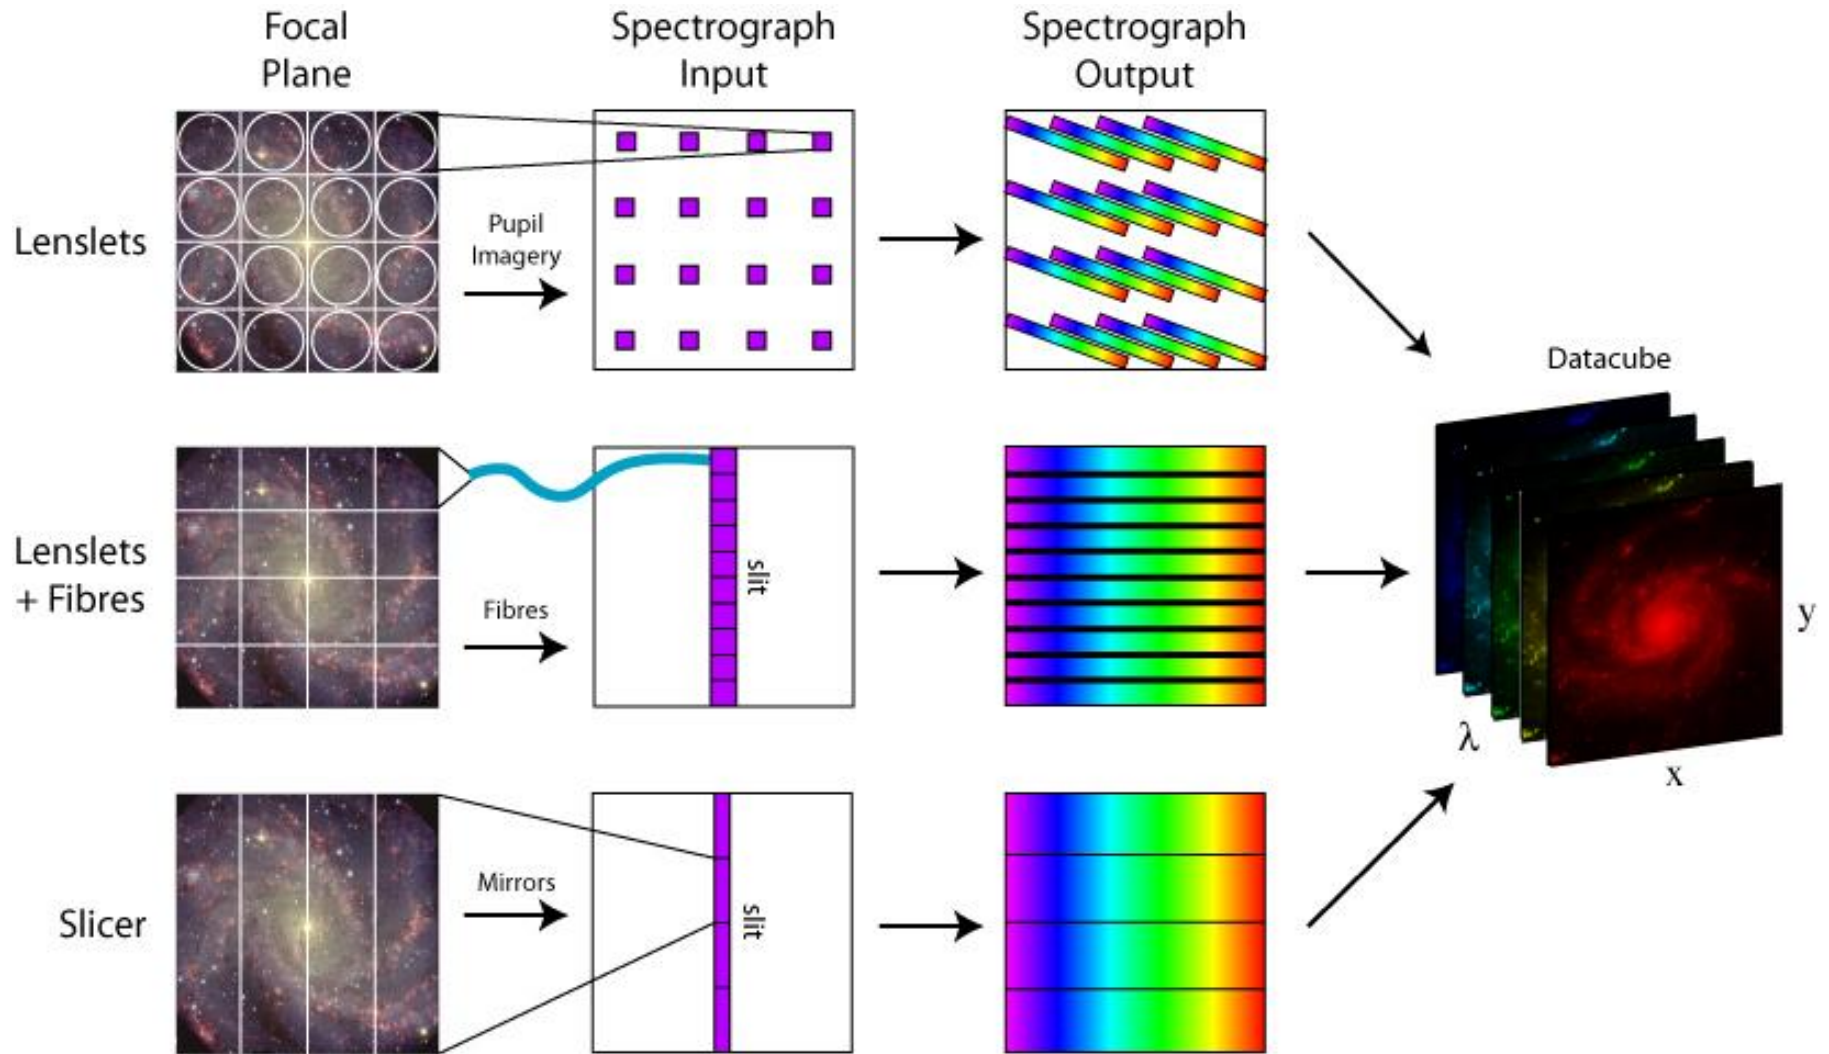 Focal
Plane
Spectrograph
Input
Spectrograph
Output
Lenslets
Pupil
Imagery
Datacube
Lenslets
+ Fibres
Fibres
slit
y
λ
x
Slicer
Mirrors
slit